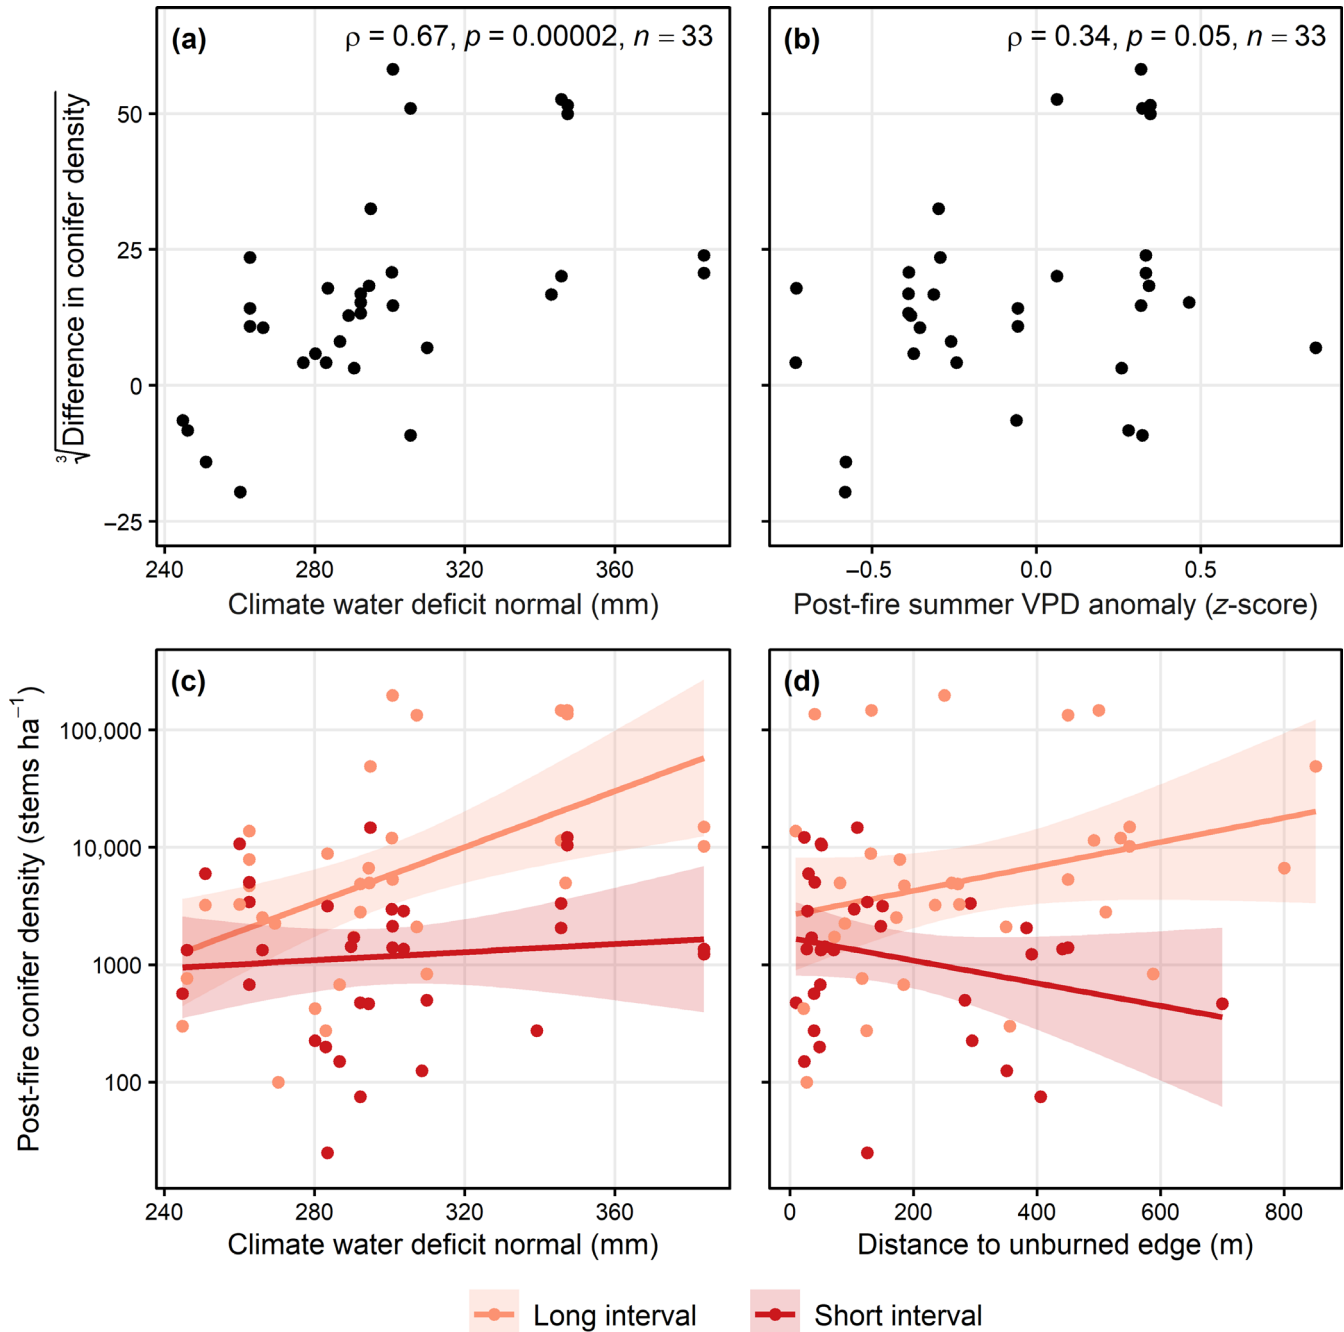 (a) ρ = 0.67, p = 0.00002, n = 33
(b) ρ = 0.34, p = 0.05, n = 33
∛Difference in conifer density
50
25
0
−25
240 280 320 360
−0.5 0.0 0.5
Climate water deficit normal (mm)
Post-fire summer VPD anomaly (z-score)
(c)
(d)
Post-fire conifer density (stems ha⁻¹)
100,000
10,000
1000
100
240 280 320 360
0 200 400 600 800
Climate water deficit normal (mm)
Distance to unburned edge (m)
Long interval Short interval